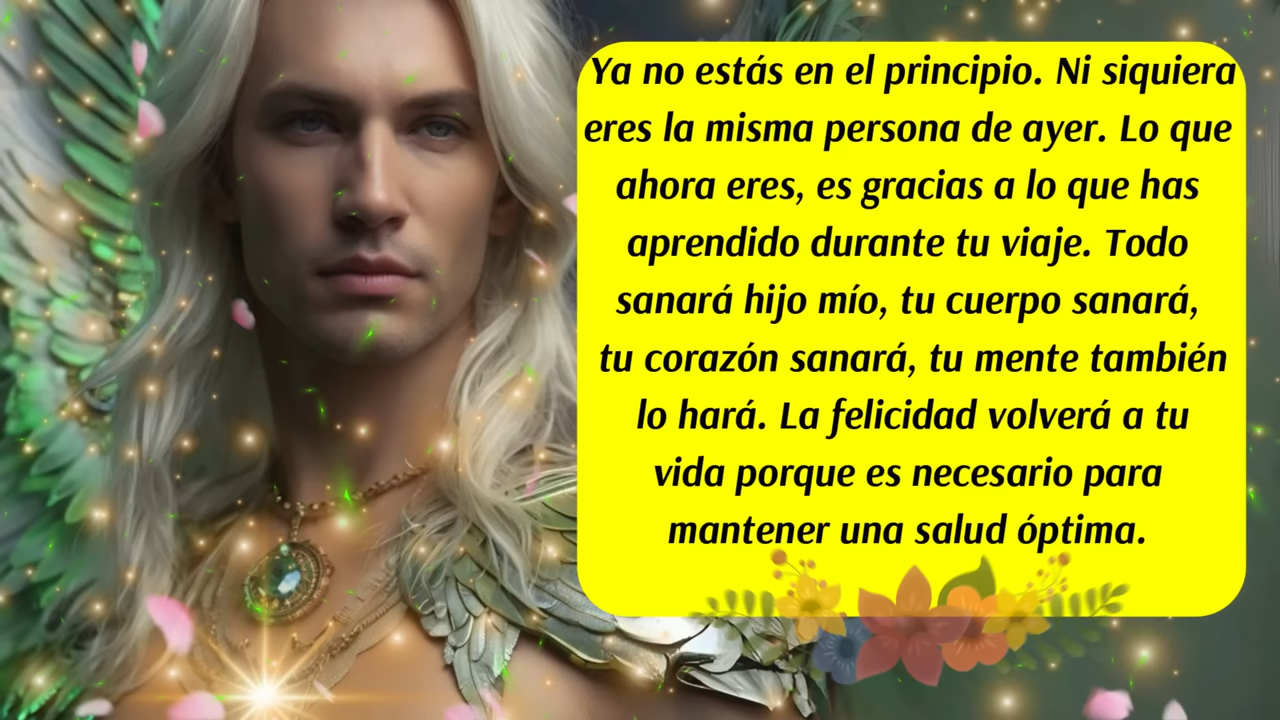 Ya no estás en el principio. Ni siquiera
eres la misma persona de ayer. Lo que
ahora eres, es gracias a lo que has
aprendido durante tu viaje. Todo
sanará hijo mío, tu cuerpo sanará,
tu corazón sanará, tu mente también
lo hará. La felicidad volverá a tu
vida porque es necesario para
mantener una salud óptima.